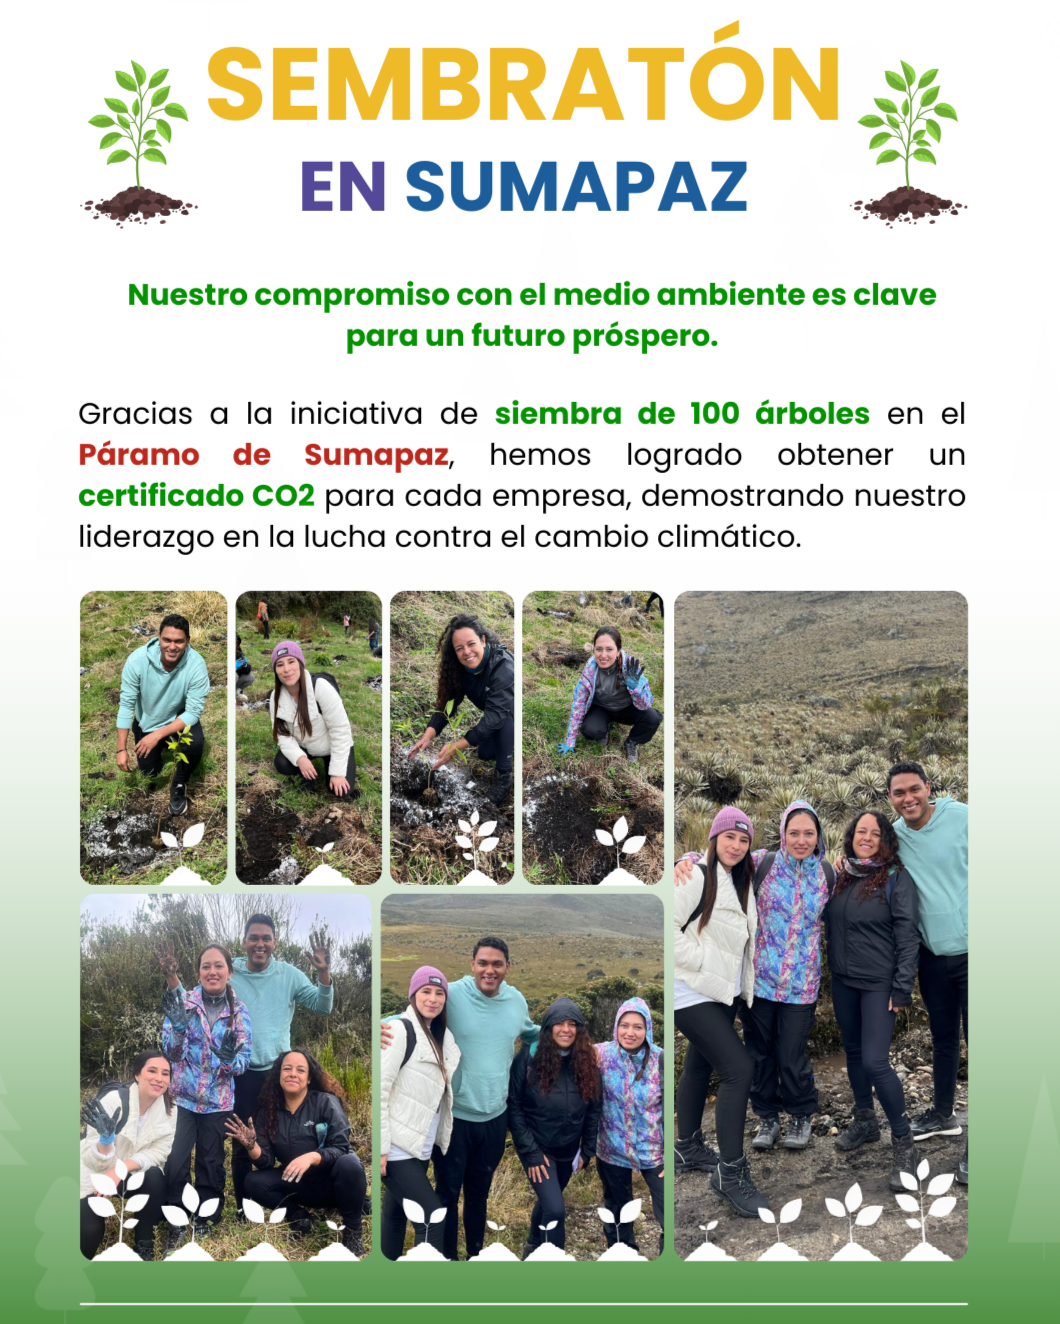 SEMBRATÓN
EN SUMAPAZ
Nuestro compromiso con el medio ambiente es clave
para un futuro próspero.
Gracias a la iniciativa de siembra de 100 árboles en el
Páramo de Sumapaz, hemos logrado obtener un
certificado CO2 para cada empresa, demostrando nuestro
liderazgo en la lucha contra el cambio climático.